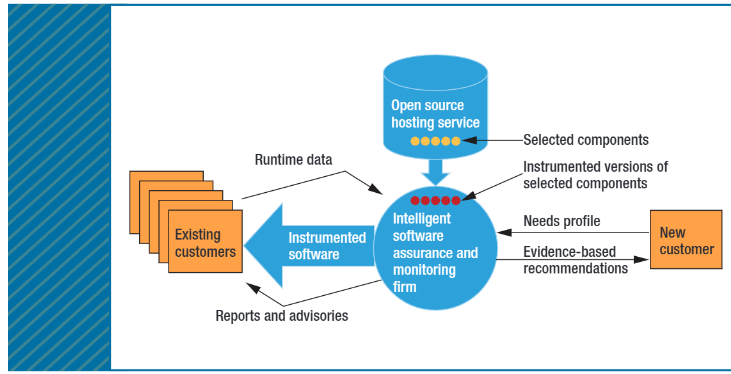 Open source
hosting service
Selected components
Runtime data
Instrumented versions of
selected components
Existing
customers
Instrumented
software
Intelligent
software
assurance and
monitoring
firm
Needs profile
Evidence-based
recommendations
New
customer
Reports and advisories